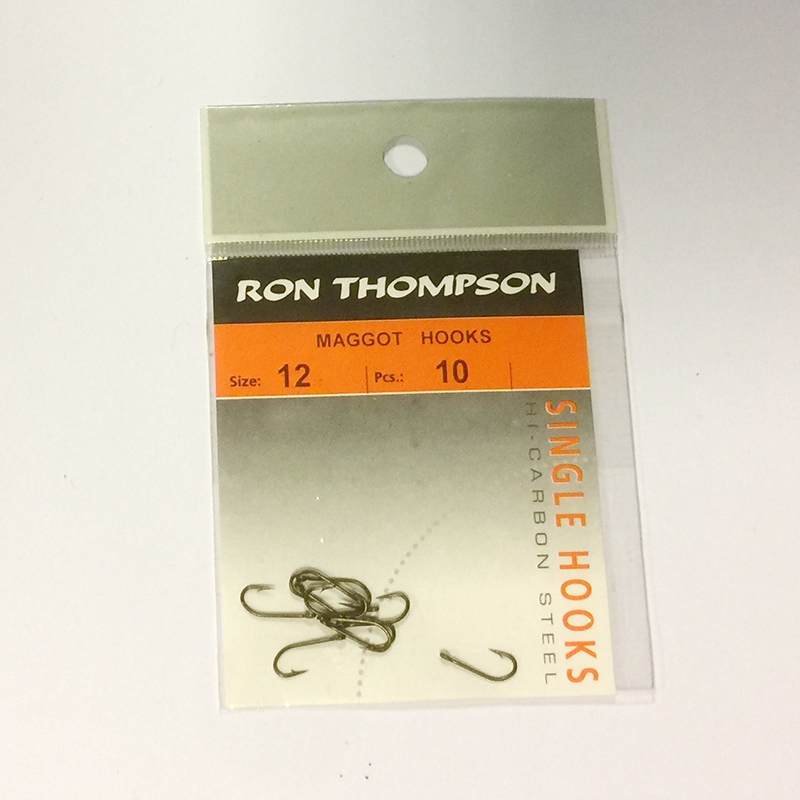 RON THOMPSON
MAGGOT HOOKS
Size: 12 Pcs.: 10
SINGLE HOOKS
HI-CARBON STEEL